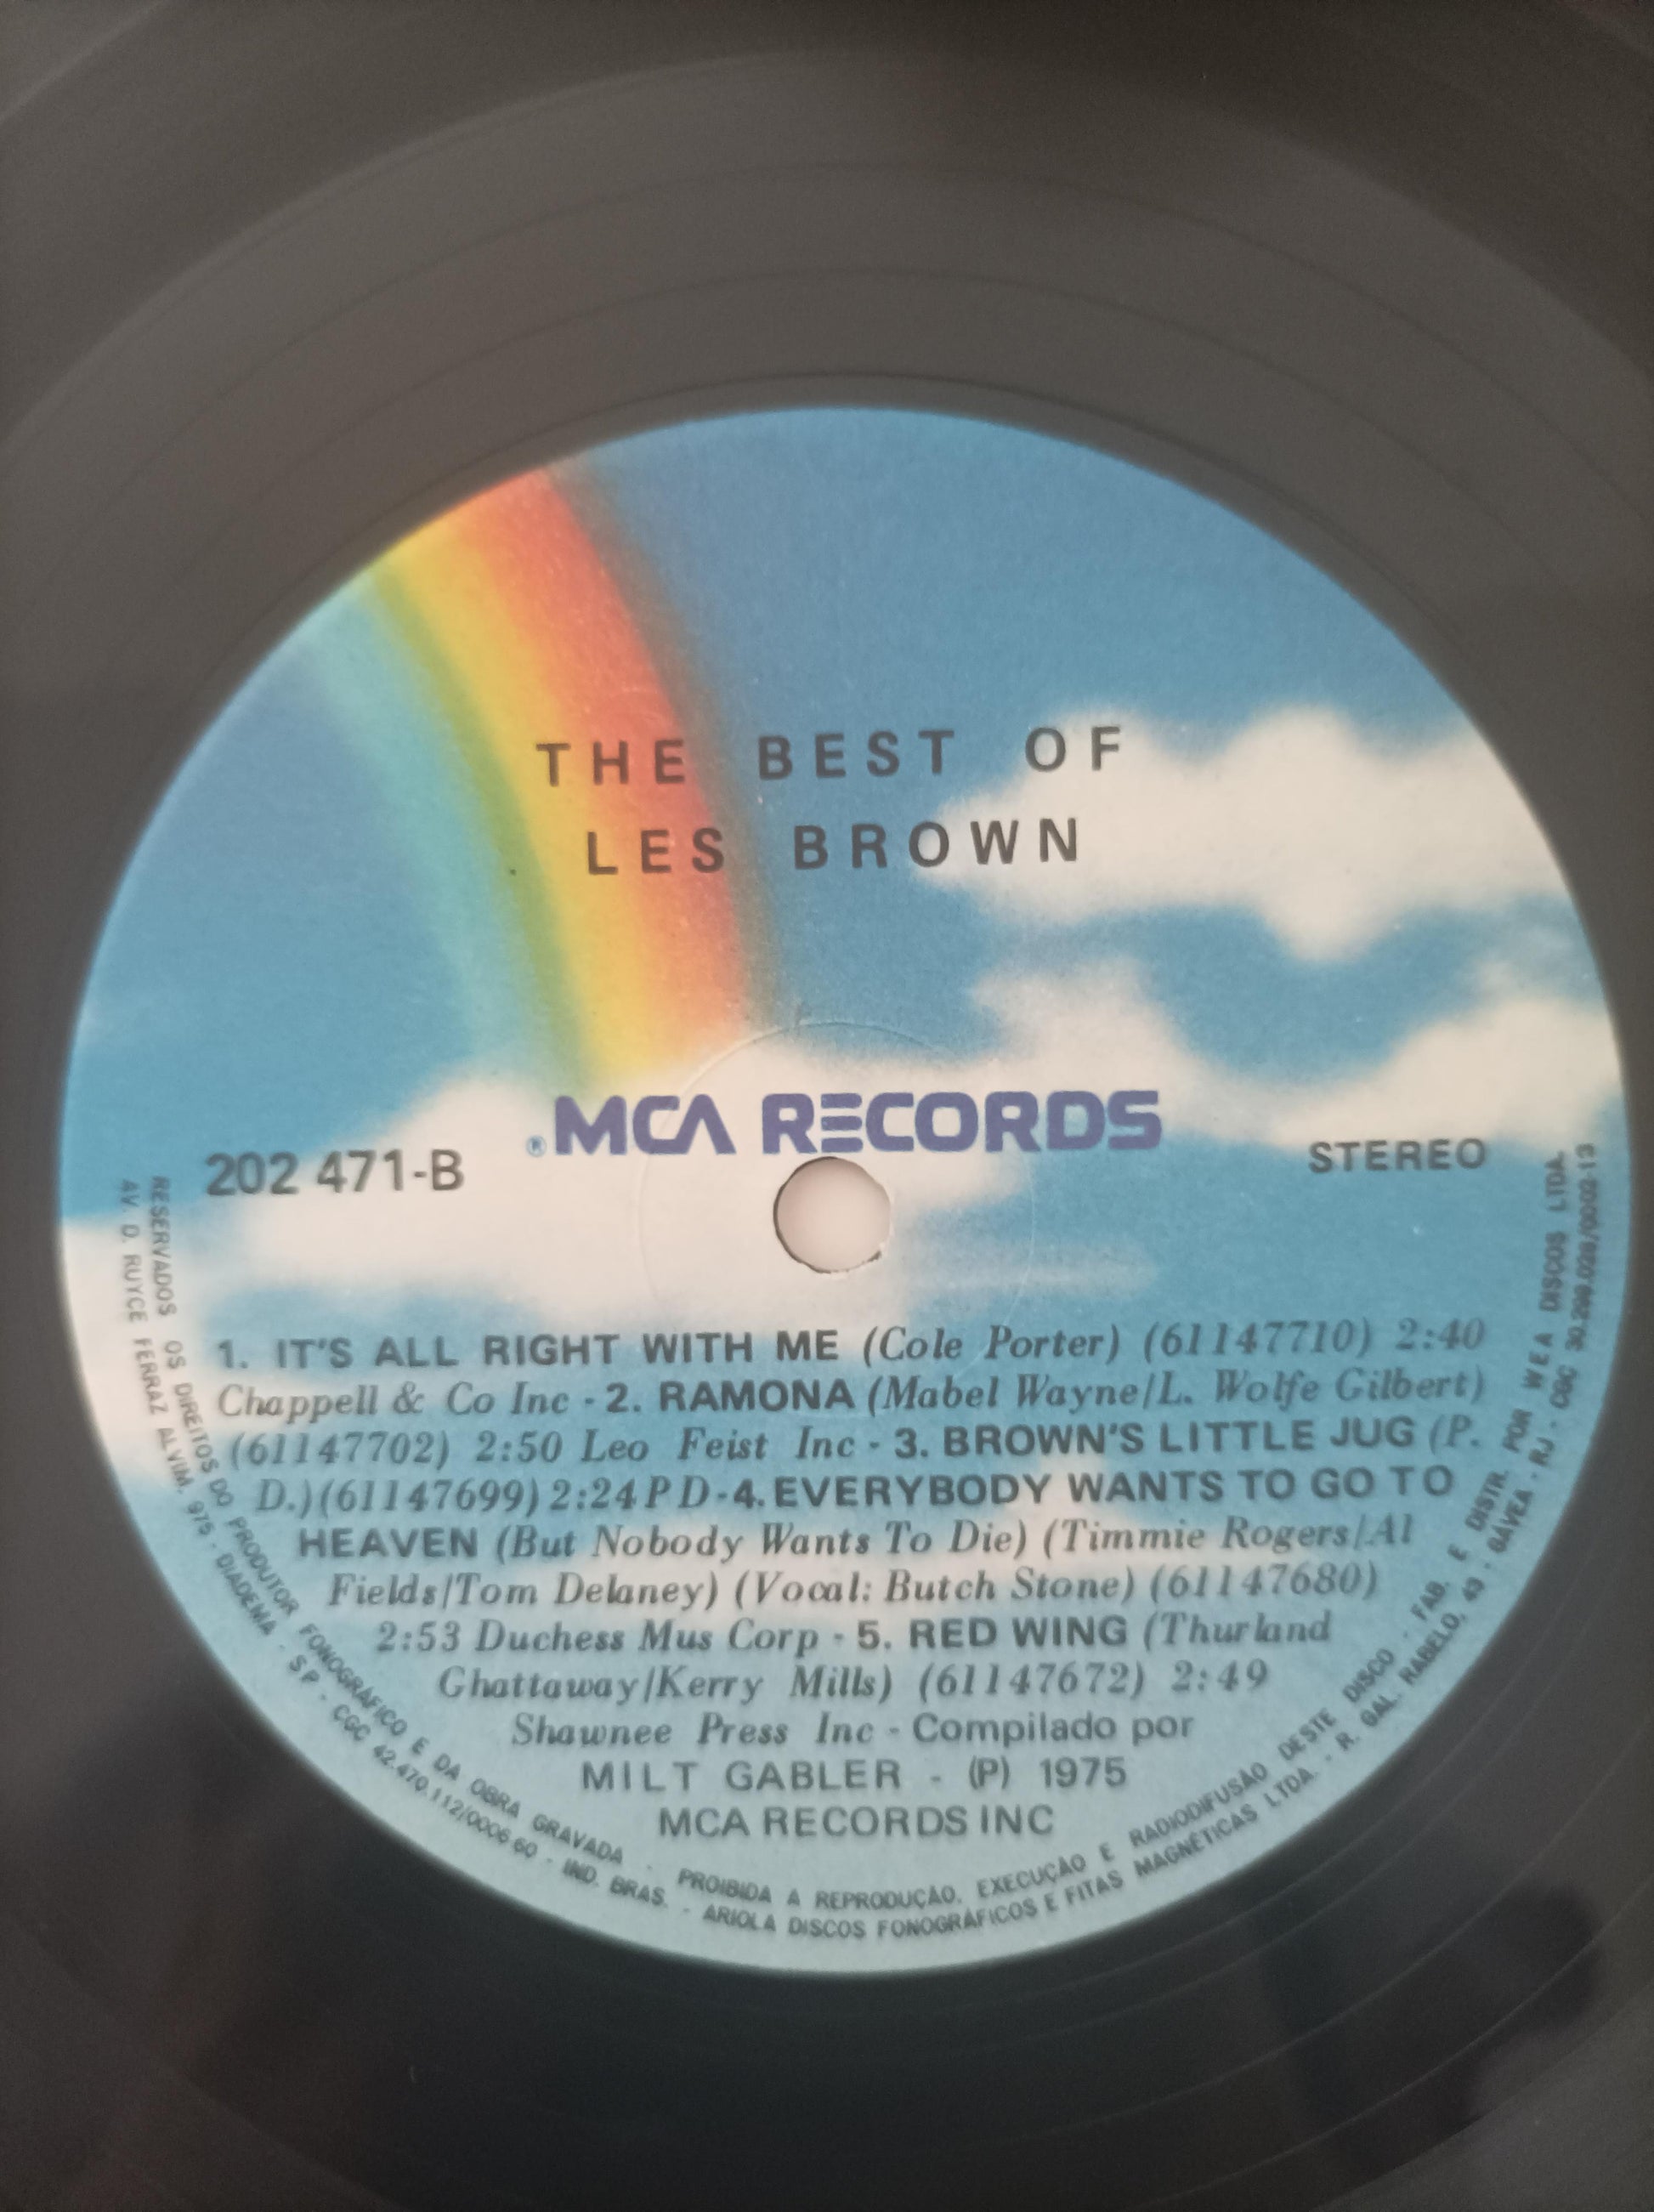 THE BEST OF
LES BROWN
® MCA RECORDS
202 471-B
STEREO
1. IT'S ALL RIGHT WITH ME (Cole Porter) (61147710) 2:40
Chappell & Co Inc - 2. RAMONA (Mabel Wayne/L. Wolfe Gilbert)
(61147702) 2:50 Leo Feist Inc - 3. BROWN'S LITTLE JUG (P.
D.)(61147699) 2:24 P D - 4. EVERYBODY WANTS TO GO TO
HEAVEN (But Nobody Wants To Die) (Timmie Rogers/Al
Fields/Tom Delaney) (Vocal: Butch Stone) (61147680)
2:53 Duchess Mus Corp - 5. RED WING (Thurland
Ghattaway/Kerry Mills) (61147672) 2:49
Shawnee Press Inc - Compilado por
MILT GABLER - (P) 1975
MCA RECORDS INC
RESERVADOS OS DIREITOS DO PRODUTOR FONOGRÁFICO E DA OBRA GRAVADA - PROIBIDA A REPRODUÇÃO, EXECUÇÃO E RADIODIFUSÃO DESTE DISCO - FAB. E DISTR. POR WEA DISCOS LTDA.
AV. D. RUYCE FERRAZ ALVIM, 975 - DIADEMA - SP - CGC 42.470.112/0006-60 - IND. BRAS. - ARIOLA DISCOS FONOGRÁFICOS E FITAS MAGNÉTICAS LTDA. - R. GAL. RABELO, 43 - GÁVEA - RJ - CGC 30.299.028/0002-13